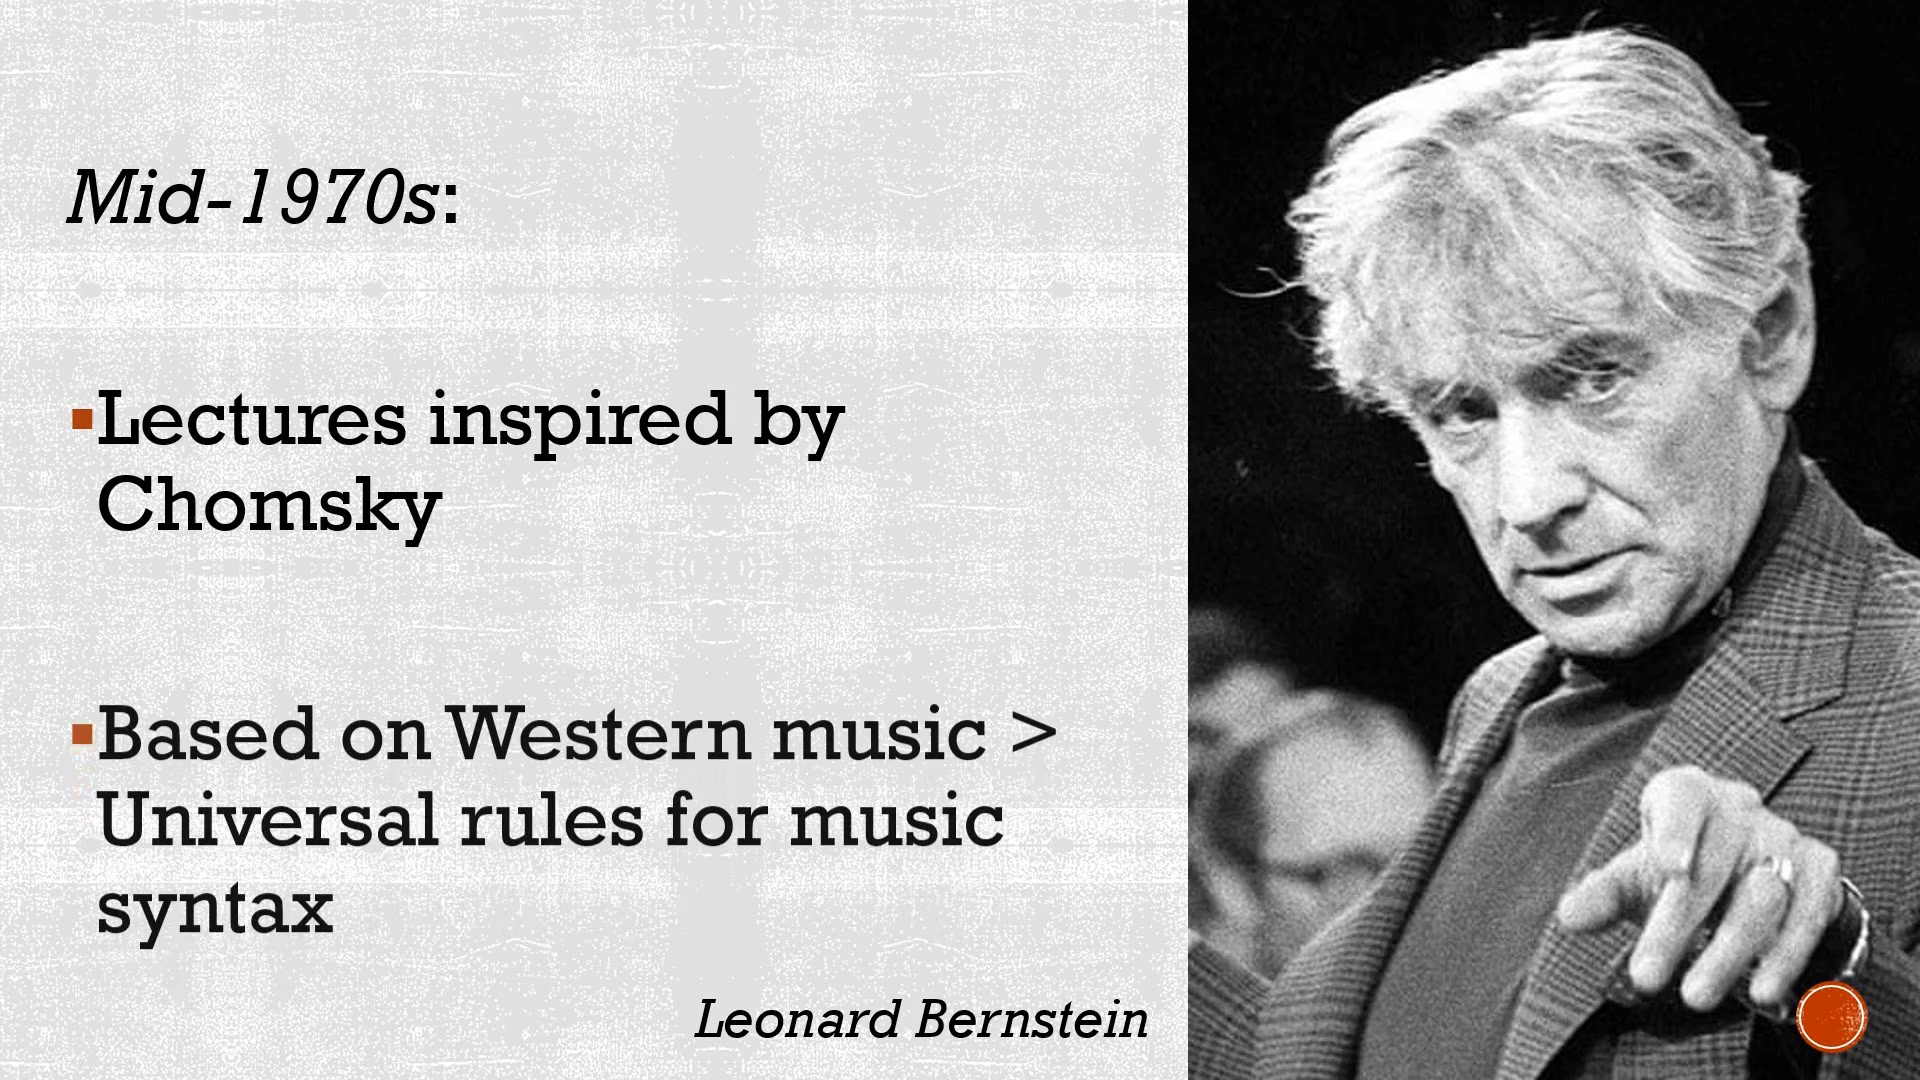 Mid-1970s:
▪Lectures inspired by
Chomsky
▪Based on Western music >
Universal rules for music
syntax
Leonard Bernstein